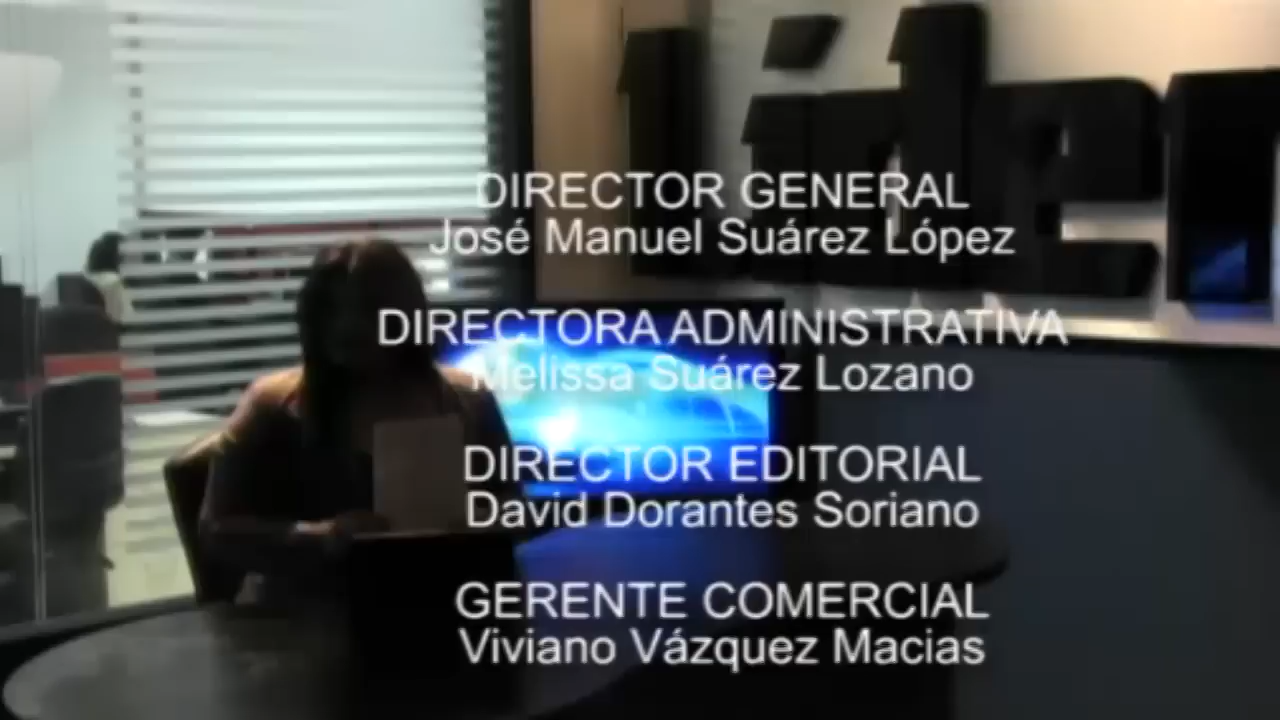 líder
DIRECTOR GENERAL
José Manuel Suárez López
DIRECTORA ADMINISTRATIVA
Melissa Suárez Lozano
DIRECTOR EDITORIAL
David Dorantes Soriano
GERENTE COMERCIAL
Viviano Vázquez Macias